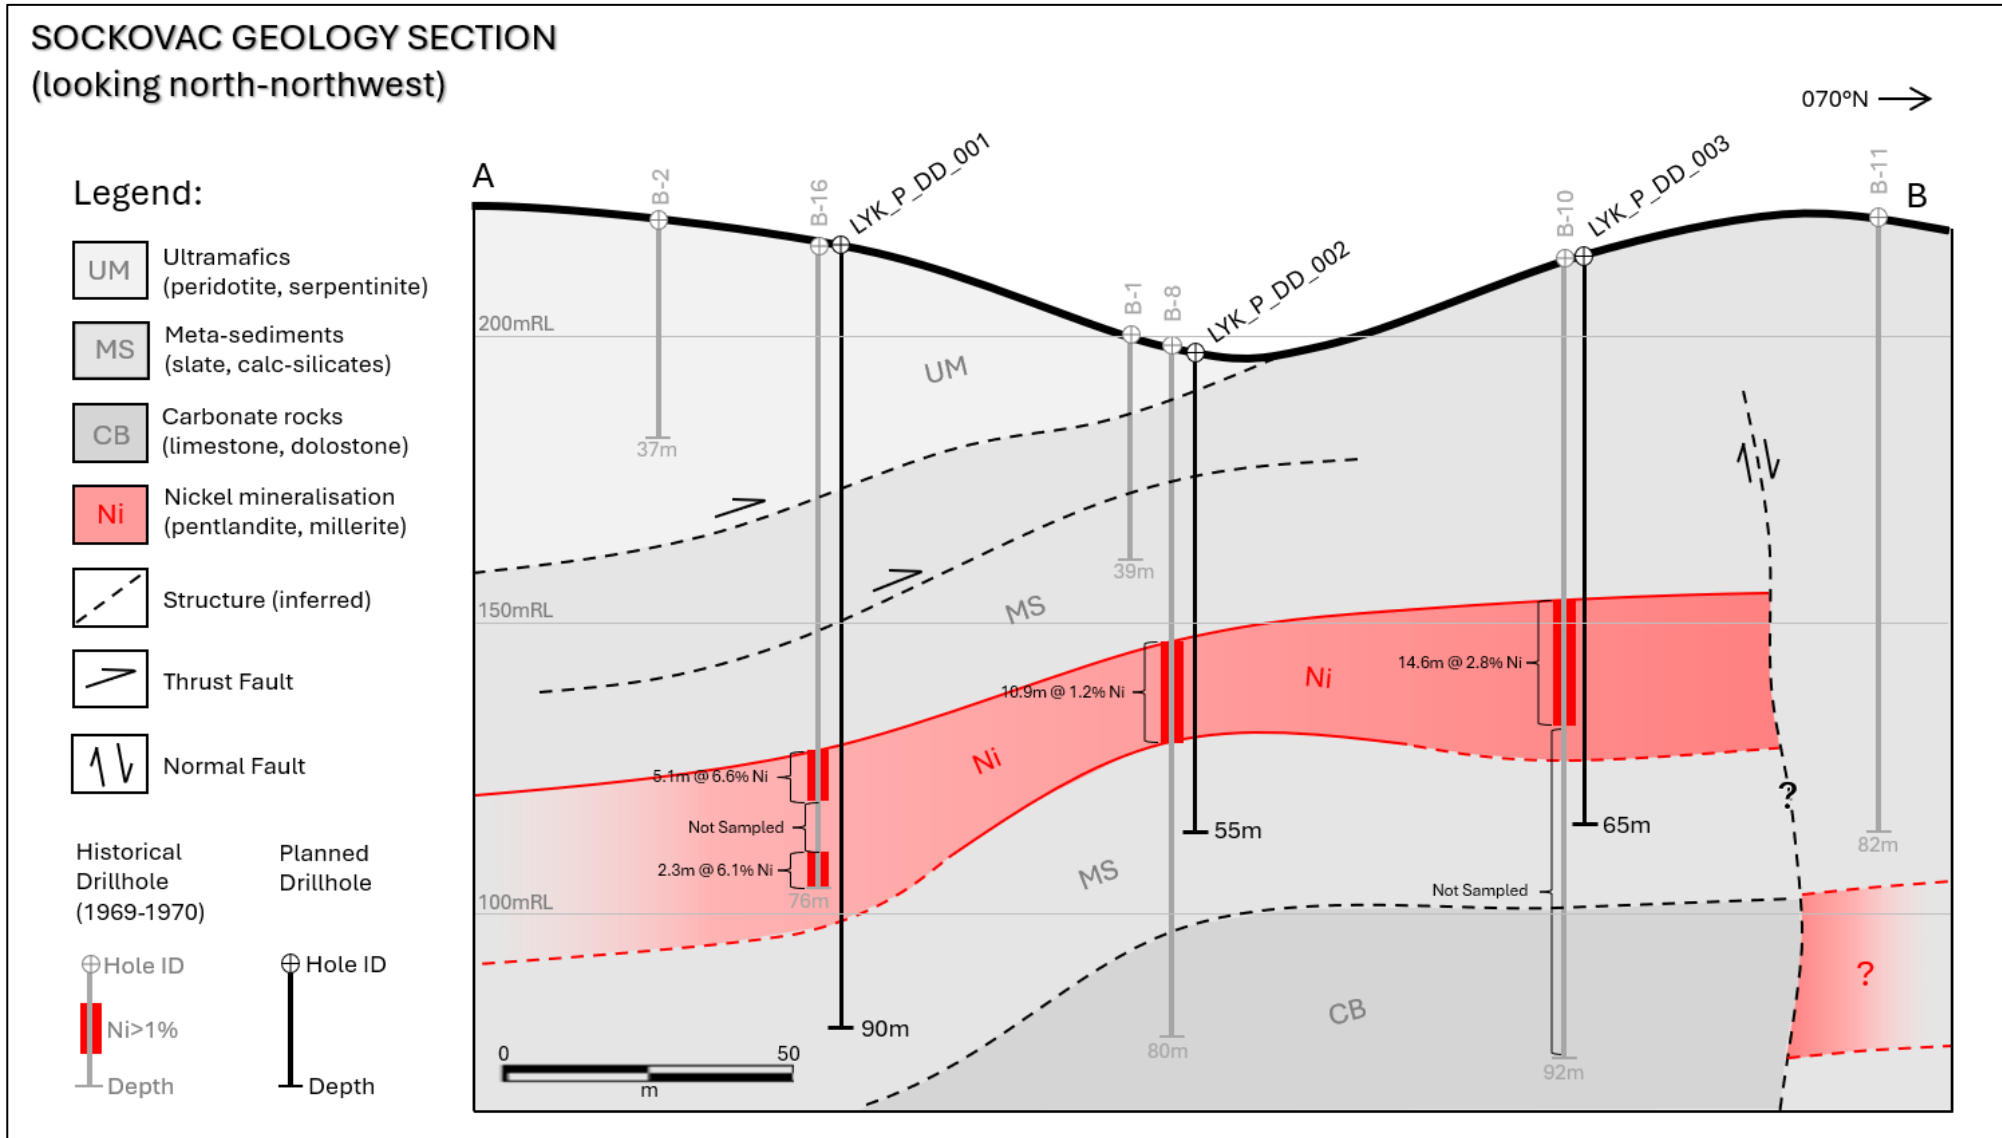 SOCKOVAC GEOLOGY SECTION
(looking north-northwest)
070°N
Legend:
UM
Ultramafics
(peridotite, serpentinite)
MS
Meta-sediments
(slate, calc-silicates)
CB
Carbonate rocks
(limestone, dolostone)
Ni
Nickel mineralisation
(pentlandite, millerite)
Structure (inferred)
Thrust Fault
Normal Fault
Historical
Drillhole
(1969-1970)
Planned
Drillhole
Hole ID
Ni>1%
Depth
Hole ID
Depth
A
B-2
B-16
LYK_P_DD_001
B-1
B-8
LYK_P_DD_002
B-10
LYK_P_DD_003
B-11
B
200mRL
UM
37m
39m
150mRL
MS
Ni
14.6m @ 2.8% Ni
10.9m @ 1.2% Ni
Ni
5.1m @ 6.6% Ni
Not Sampled
2.3m @ 6.1% Ni
76m
55m
65m
?
82m
MS
Not Sampled
100mRL
?
CB
90m
80m
92m
0
50
m